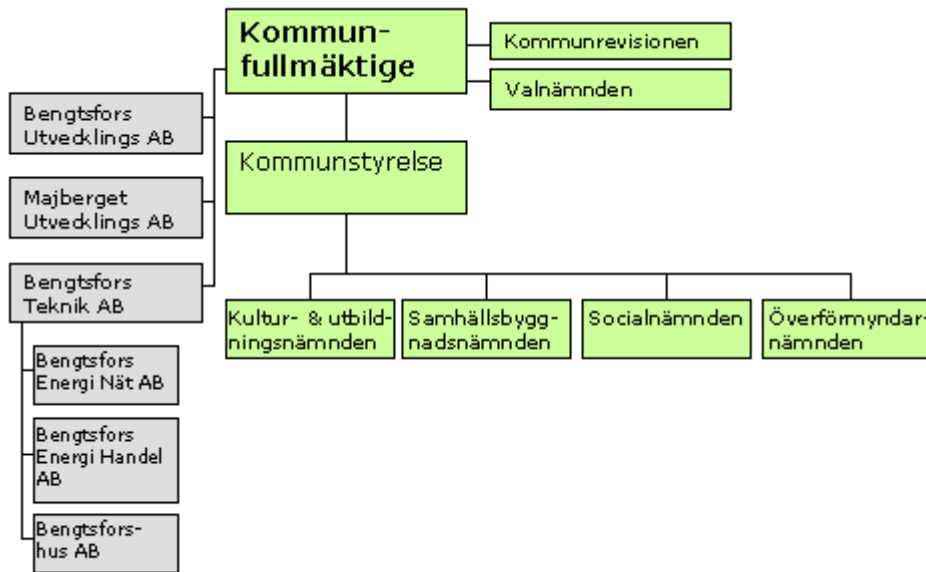 Kommun-
fullmäktige
Kommunrevisionen
Valnämnden
Bengtsfors
Utvecklings AB
Kommunstyrelse
Majberget
Utvecklings AB
Bengtsfors
Teknik AB
Kultur- & utbild-
ningsnämnden
Samhällsbygg-
nadsnämnden
Socialnämnden
Överförmyndar-
nämnden
Bengtsfors
Energi Nät AB
Bengtsfors
Energi Handel
AB
Bengtsfors-
hus AB